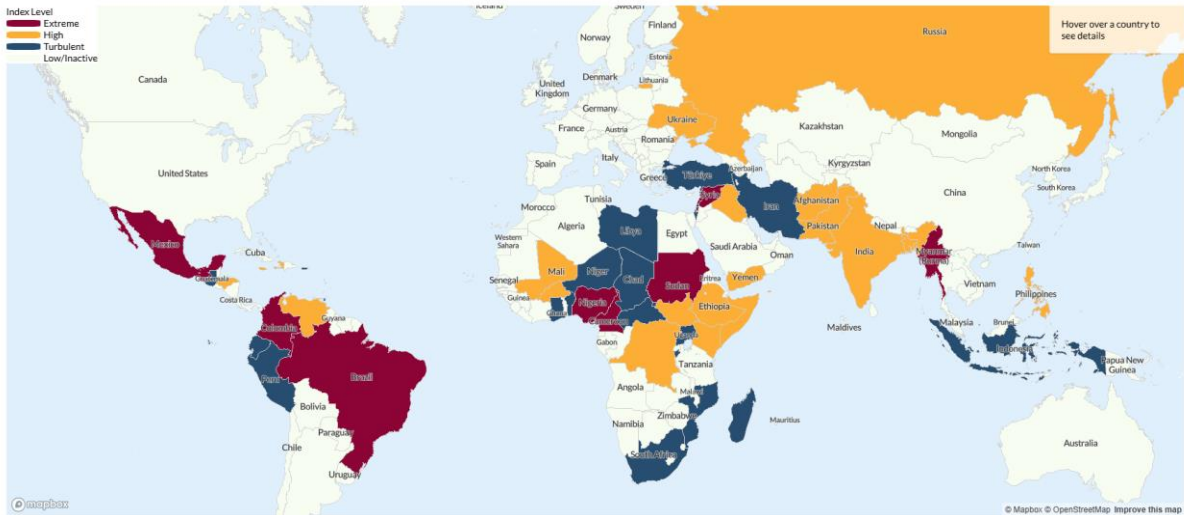 Index Level
Extreme
High
Turbulent
Low/Inactive
Hover over a country to
see details
Iceland
Sweden
Finland
Norway
Russia
Estonia
Canada
Denmark
Lithuania
United
Kingdom
Germany
Ukraine
Kazakhstan
Mongolia
France
Austria
Romania
Italy
Kyrgyzstan
North Korea
United States
Spain
Greece
Türkiye
Azerbaijan
South Korea
China
Tunisia
Syria
Iran
Afghanistan
Morocco
Algeria
Libya
Egypt
Pakistan
Nepal
Western
Sahara
Saudi Arabia
Taiwan
Mexico
Cuba
Oman
India
Myanmar
(Burma)
Mali
Niger
Chad
Sudan
Eritrea
Yemen
Guatemala
Senegal
Vietnam
Philippines
Costa Rica
Guinea
Nigeria
Ethiopia
Guyana
Ghana
Cameroon
Maldives
Malaysia
Brunei
Colombia
Gabon
Uganda
Indonesia
Papua New
Guinea
Peru
Brazil
Tanzania
Angola
Malawi
Bolivia
Zimbabwe
Mauritius
Namibia
Paraguay
Chile
South Africa
Australia
Uruguay
mapbox
© Mapbox © OpenStreetMap Improve this map